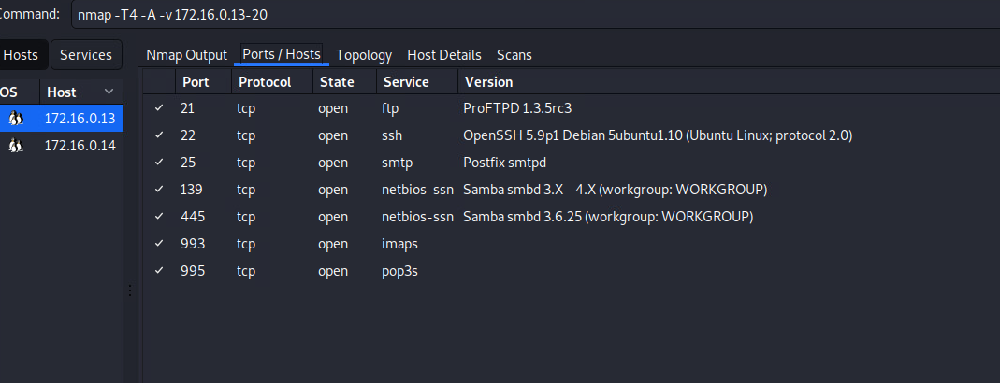 Command: nmap -T4 -A -v 172.16.0.13-20
Hosts Services Nmap Output Ports / Hosts Topology Host Details Scans
OS Host Port Protocol State Service Version
172.16.0.13 21 tcp open ftp ProFTPD 1.3.5rc3
172.16.0.14 22 tcp open ssh OpenSSH 5.9p1 Debian 5ubuntu1.10 (Ubuntu Linux; protocol 2.0)
25 tcp open smtp Postfix smtpd
139 tcp open netbios-ssn Samba smbd 3.X - 4.X (workgroup: WORKGROUP)
445 tcp open netbios-ssn Samba smbd 3.6.25 (workgroup: WORKGROUP)
993 tcp open imaps
995 tcp open pop3s